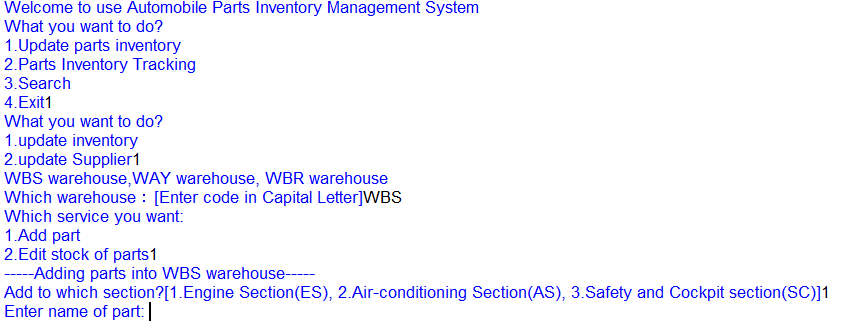 Welcome to use Automobile Parts Inventory Management System
What you want to do?
1.Update parts inventory
2.Parts Inventory Tracking
3.Search
4.Exit1
What you want to do?
1.update inventory
2.update Supplier1
WBS warehouse,WAY warehouse, WBR warehouse
Which warehouse : [Enter code in Capital Letter]WBS
Which service you want:
1.Add part
2.Edit stock of parts1
-----Adding parts into WBS warehouse-----
Add to which section?[1.Engine Section(ES), 2.Air-conditioning Section(AS), 3.Safety and Cockpit section(SC)]1
Enter name of part: